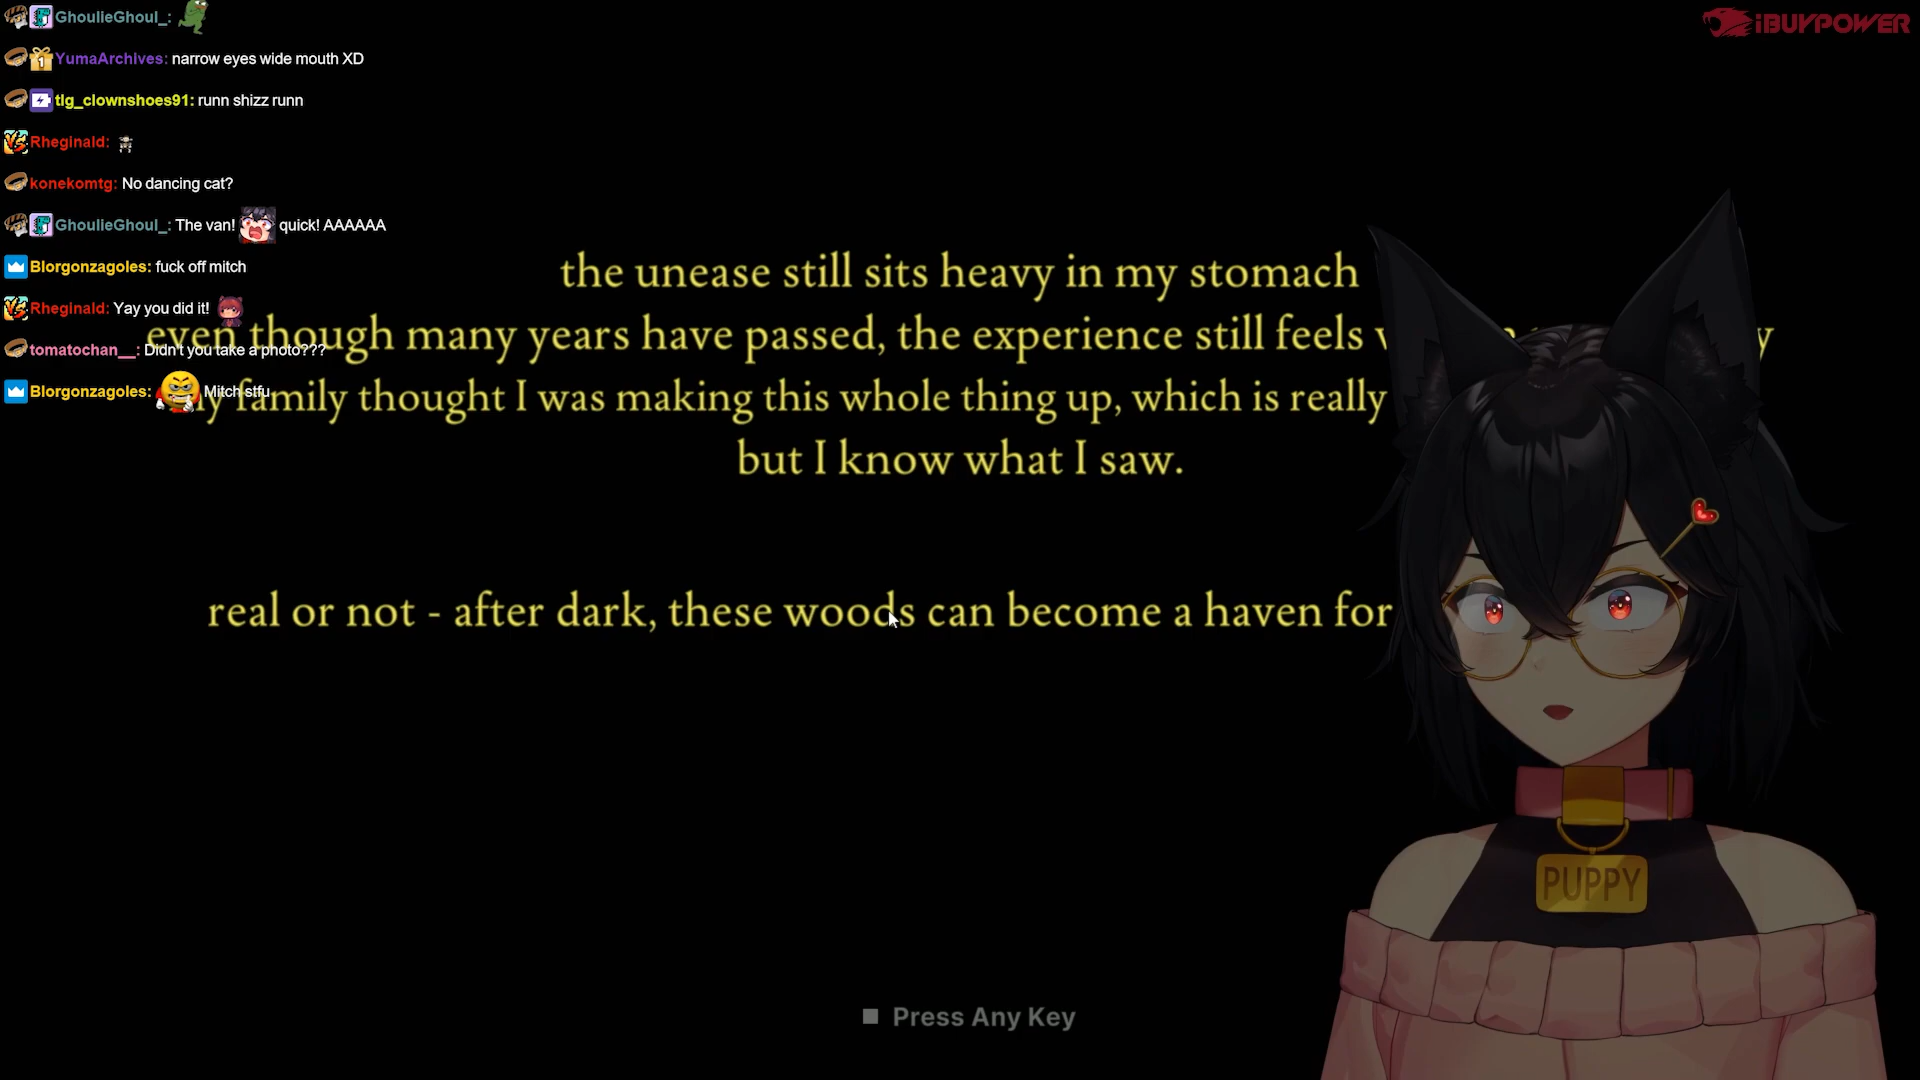 GhoulieGhoul_:
YumaArchives: narrow eyes wide mouth XD
tlg_clownshoes91: runn shizz runn
Rheginald:
konekomtg: No dancing cat?
GhoulieGhoul_: The van! quick! AAAAAA
Blorgonzagoles: fuck off mitch
Rheginald: Yay you did it!
tomatochan__: Didn't you take a photo???
Blorgonzagoles: Mitch stfu
iBUYPOWER
the unease still sits heavy in my stomach
even though many years have passed, the experience still feels
family thought I was making this whole thing up, which is really
but I know what I saw.
real or not - after dark, these woods can become a haven for
PUPPY
Press Any Key